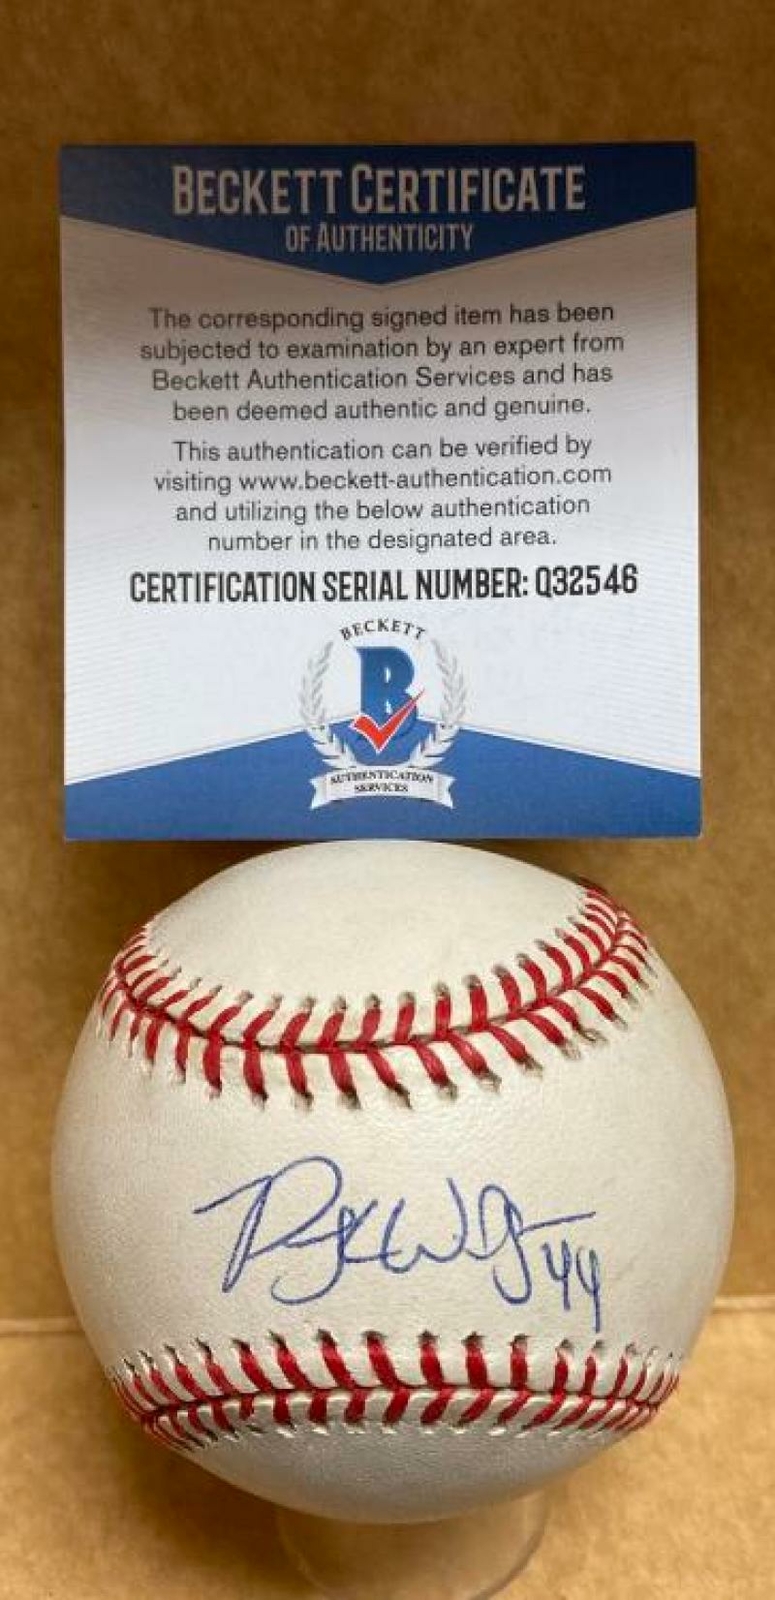 BECKETT CERTIFICATE
OF AUTHENTICITY
The corresponding signed item has been
subjected to examination by an expert from
Beckett Authentication Services and has
been deemed authentic and genuine.
This authentication can be verified by
visiting www.beckett-authentication.com
and utilizing the below authentication
number in the designated area.
CERTIFICATION SERIAL NUMBER: Q32546
BECKETT
B
AUTHENTICATION
SERVICES
44